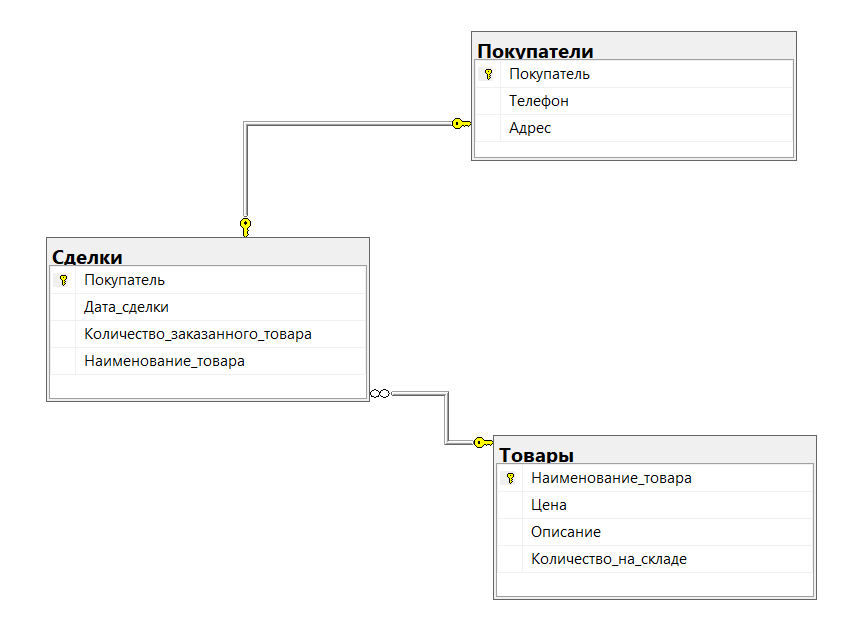 Покупатели
Покупатель
Телефон
Адрес
Сделки
Покупатель
Дата_сделки
Количество_заказанного_товара
Наименование_товара
Товары
Наименование_товара
Цена
Описание
Количество_на_складе